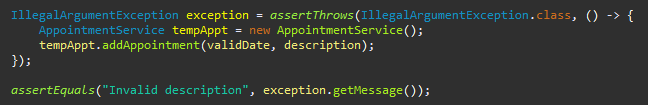 IllegalArgumentException exception = assertThrows(IllegalArgumentException.class, () -> {
    AppointmentService tempAppt = new AppointmentService();
    tempAppt.addAppointment(validDate, description);
});
assertEquals("Invalid description", exception.getMessage());